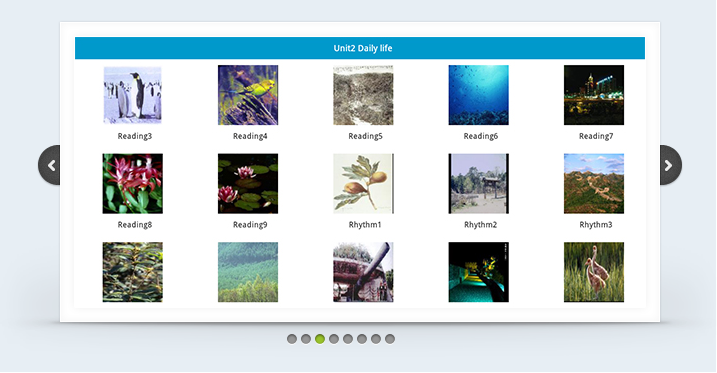 Unit2 Daily life
Reading3 Reading4 Reading5 Reading6 Reading7
Reading8 Reading9 Rhythm1 Rhythm2 Rhythm3